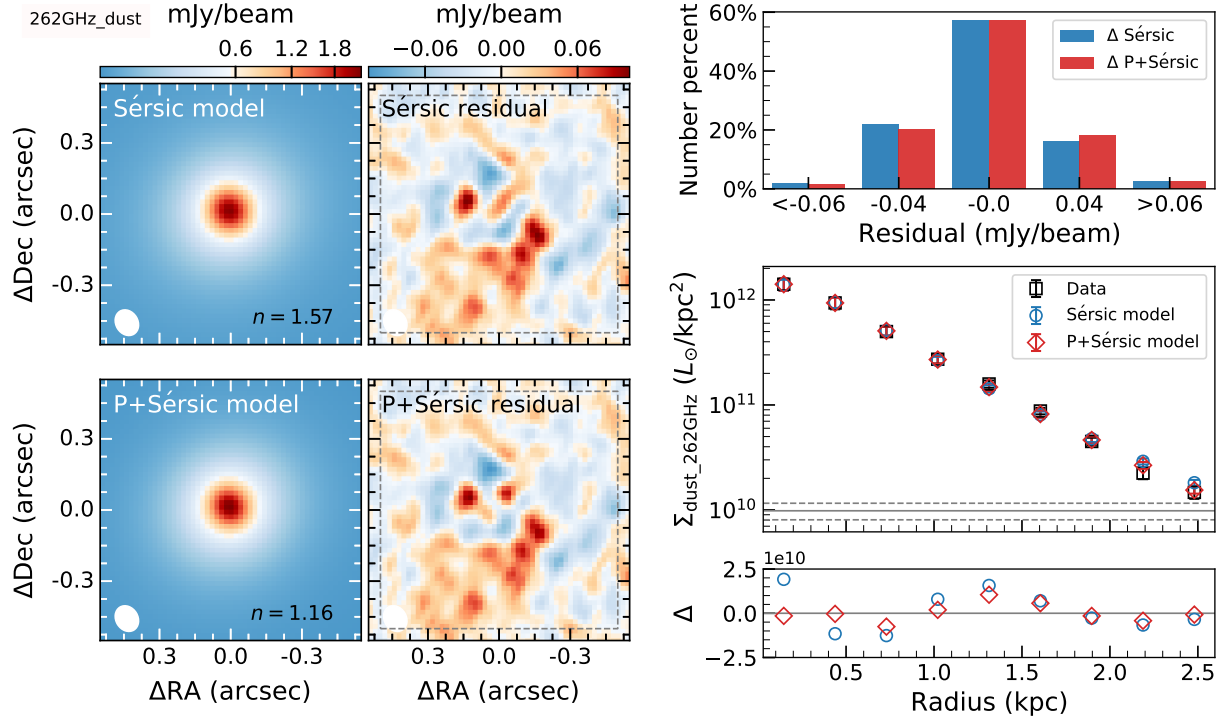 262GHz_dust
mJy/beam
mJy/beam
0.6 1.2 1.8
−0.06 0.00 0.06
Sérsic model
Sérsic residual
ΔDec (arcsec)
0.3
0.0
-0.3
n = 1.57
P+Sérsic model
P+Sérsic residual
ΔDec (arcsec)
0.3
0.0
-0.3
n = 1.16
0.3 0.0 -0.3
0.3 0.0 -0.3
ΔRA (arcsec)
ΔRA (arcsec)
Number percent
60%
40%
20%
0%
Δ Sérsic
Δ P+Sérsic
<-0.06 -0.04 -0.0 0.04 >0.06
Residual (mJy/beam)
Σdust_262GHz (L⊙/kpc²)
10¹²
10¹¹
10¹⁰
Data
Sérsic model
P+Sérsic model
1e10
Δ
2.5
0.0
−2.5
0.5 1.0 1.5 2.0 2.5
Radius (kpc)